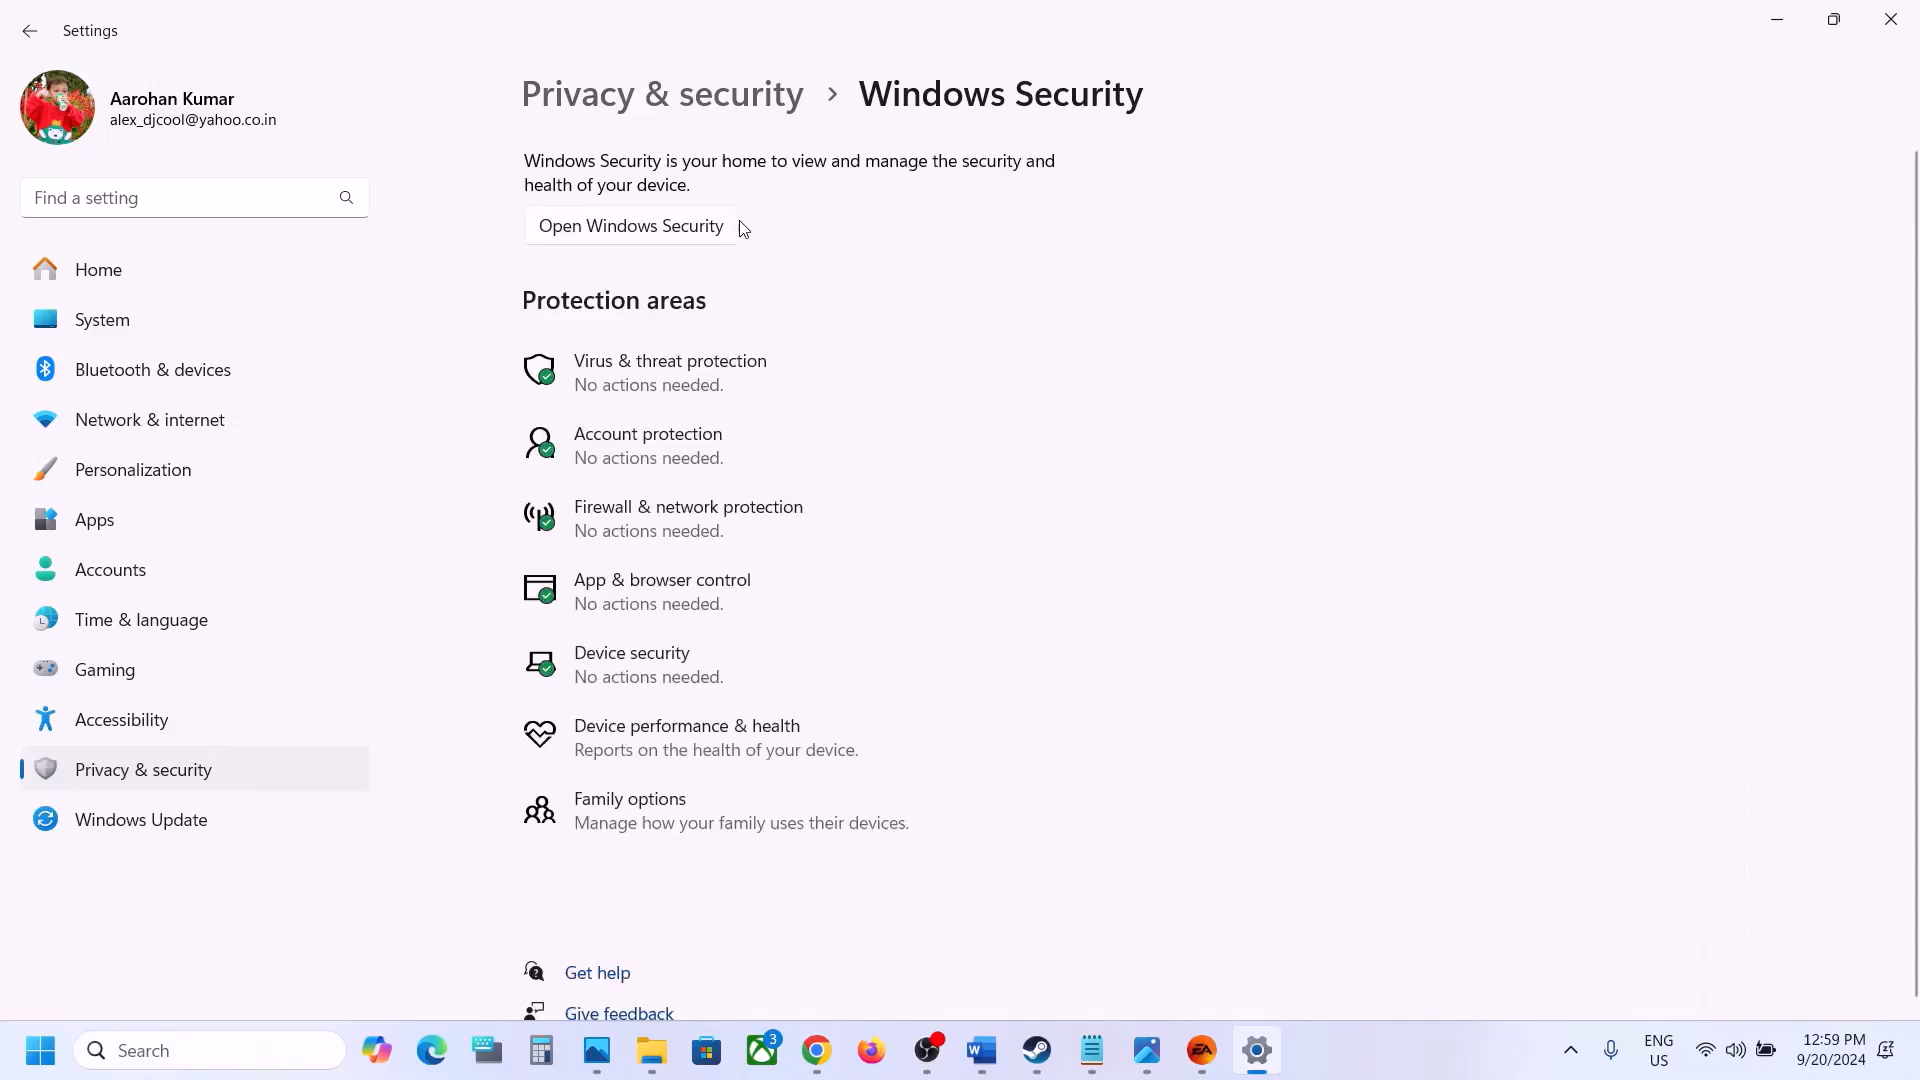 Settings
Aarohan Kumar
alex_djcool@yahoo.co.in
Find a setting
Home
System
Bluetooth & devices
Network & internet
Personalization
Apps
Accounts
Time & language
Gaming
Accessibility
Privacy & security
Windows Update
Privacy & security > Windows Security
Windows Security is your home to view and manage the security and
health of your device.
Open Windows Security
Protection areas
Virus & threat protection
No actions needed.
Account protection
No actions needed.
Firewall & network protection
No actions needed.
App & browser control
No actions needed.
Device security
No actions needed.
Device performance & health
Reports on the health of your device.
Family options
Manage how your family uses their devices.
Get help
Give feedback
Search
3
W
EA
ENG
US
12:59 PM
9/20/2024